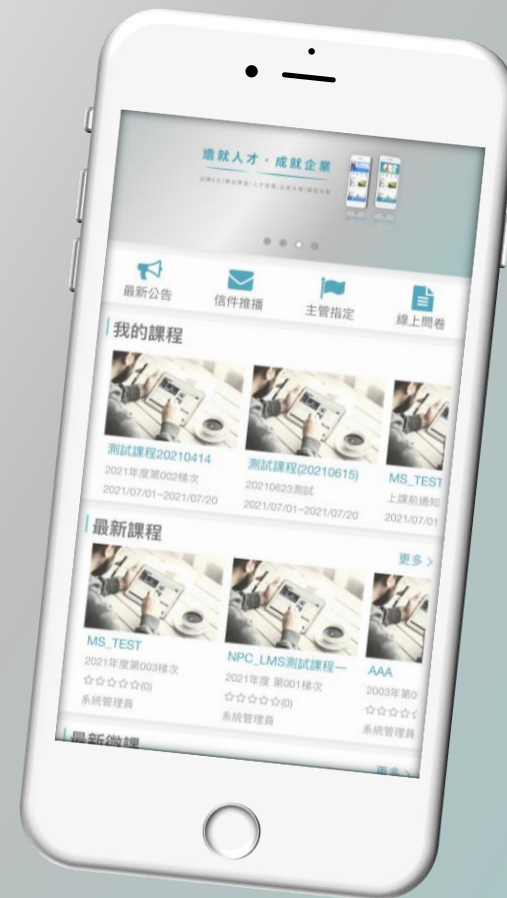 造就人才・成就企業
最新公告
信件推播
主管指定
線上問卷
我的課程
測試課程20210414
2021年度第002梯次
2021/07/01~2021/07/20
測試課程(20210615)
20210623測試
2021/07/01~2021/07/20
MS_TEST
上課前通知
2021/07/01
最新課程
更多 >
MS_TEST
2021年度第003梯次
☆☆☆☆☆(0)
系統管理員
NPC_LMS測試課程一
2021年度 第001梯次
☆☆☆☆☆(0)
系統管理員
AAA
2003年第0
☆☆☆☆
系統管理員
最新微課
更多 >